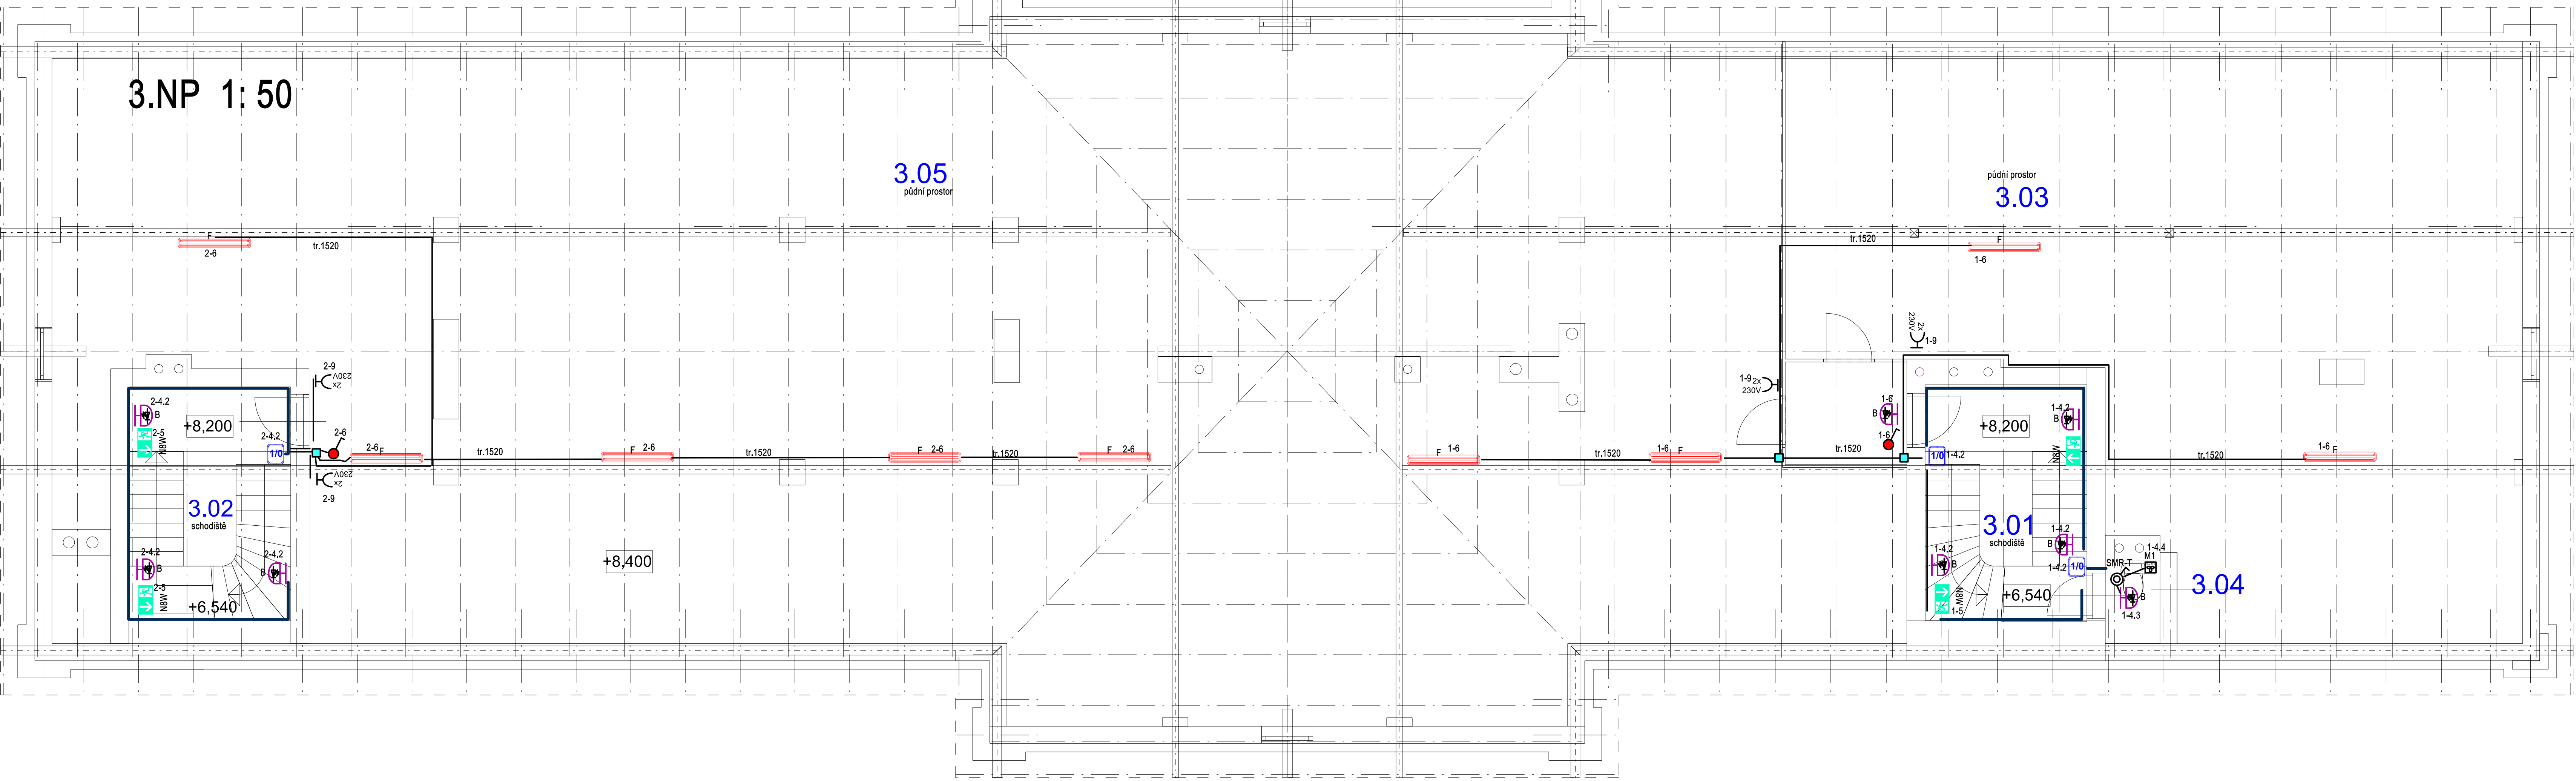 3.NP 1: 50
3.05
půdní prostor
půdní prostor
3.03
F
2-6
tr.1520
tr.1520
F
1-6
2x
230V
1-9
2-9
230V
2x
1-9 2x
230V
2-4.2
B
2-5
N8W
+8,200
2-4.2
1/0
2-6
2-6 F
tr.1520
F 2-6
tr.1520
F 2-6
tr.1520
F 2-6
230V
2x
2-9
F 1-6
tr.1520
1-6 F
tr.1520
1-6
B
1-6
1/0 1-4.2
+8,200
1-4.2
B
N8W
tr.1520
1-6 F
3.02
schodiště
2-4.2
B
2-5
N8W
+6,540
2-4.2
B
+8,400
3.01
schodiště
1-4.2
B
N8W
1-5
+6,540
1-4.2
B
1-4.2 1/0
1-4.4
M1
SMR-T
B
1-4.3
3.04